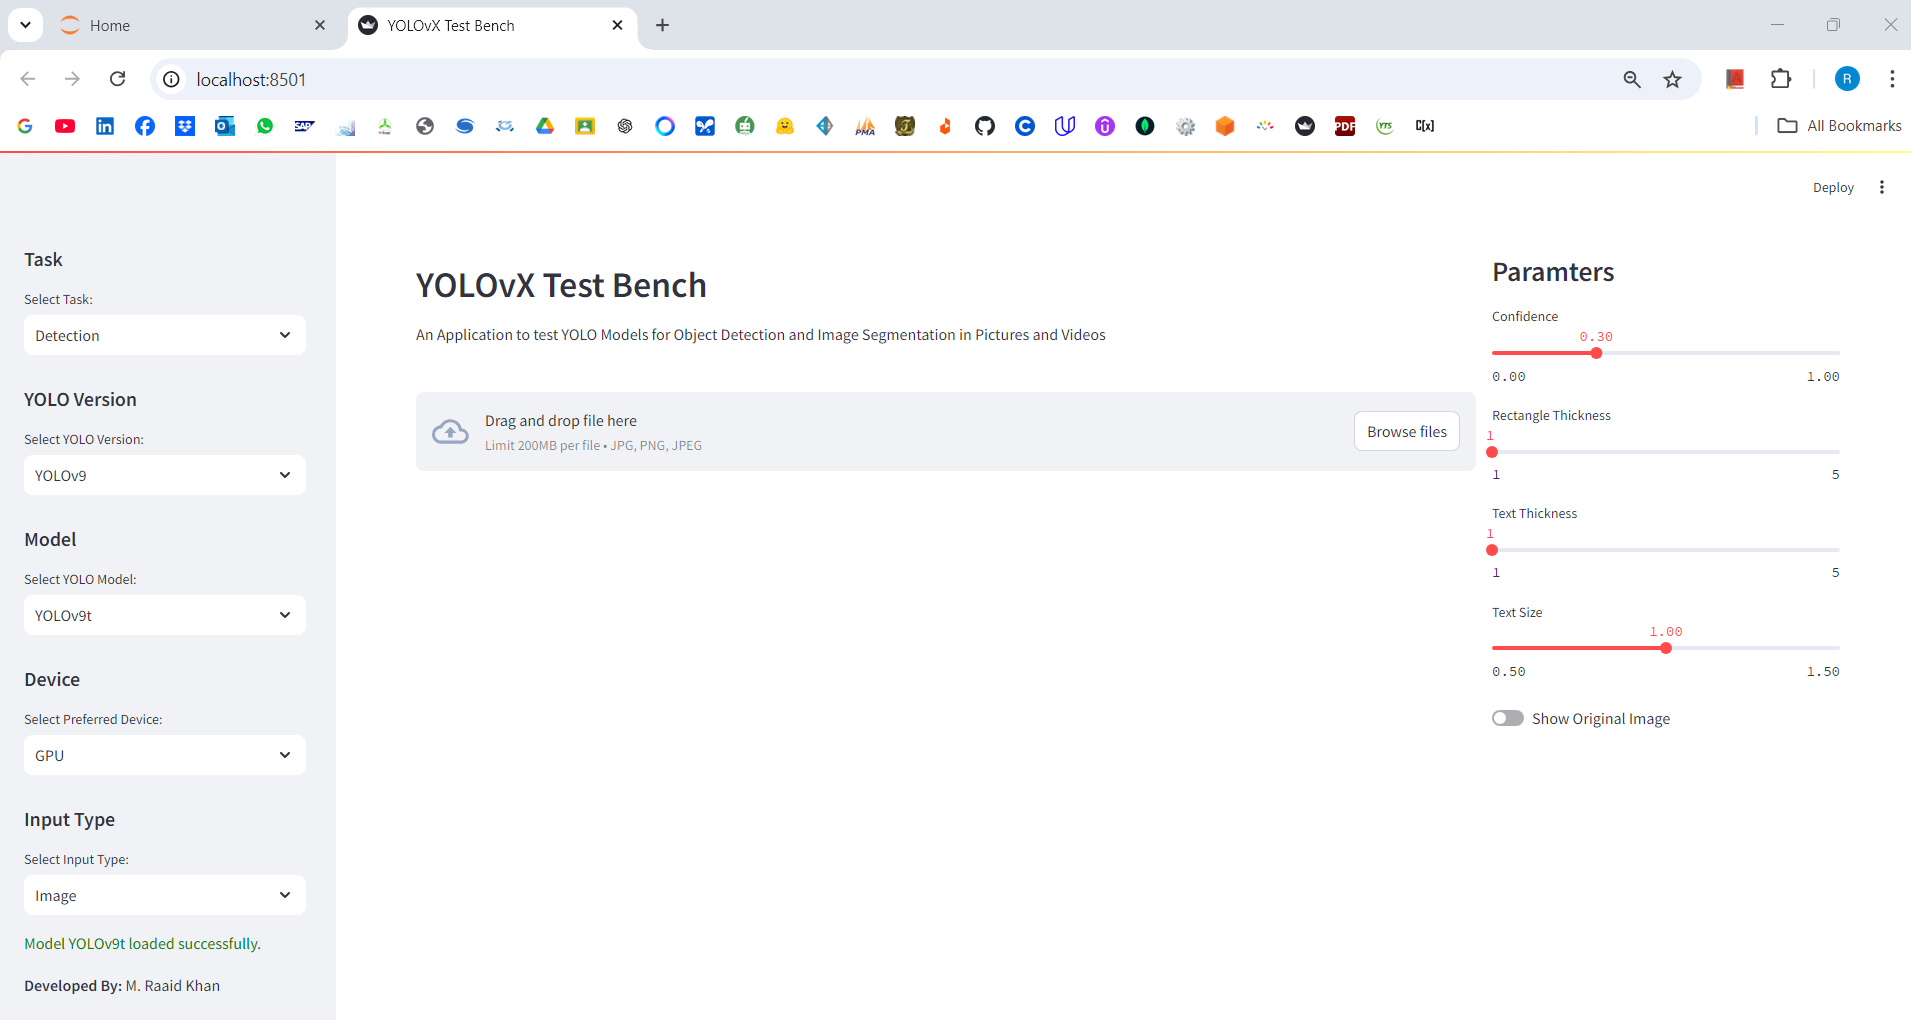 Home
YOLOvX Test Bench
localhost:8501
R
SAP
PMA
PDF
YTS
C[x]
All Bookmarks
Deploy
Task
Select Task:
Detection
YOLO Version
Select YOLO Version:
YOLOv9
Model
Select YOLO Model:
YOLOv9t
Device
Select Preferred Device:
GPU
Input Type
Select Input Type:
Image
Model YOLOv9t loaded successfully.
Developed By: M. Raaid Khan
YOLOvX Test Bench
An Application to test YOLO Models for Object Detection and Image Segmentation in Pictures and Videos
Drag and drop file here
Limit 200MB per file • JPG, PNG, JPEG
Browse files
Paramters
Confidence
0.30
0.00 1.00
Rectangle Thickness
1
1 5
Text Thickness
1
1 5
Text Size
1.00
0.50 1.50
Show Original Image